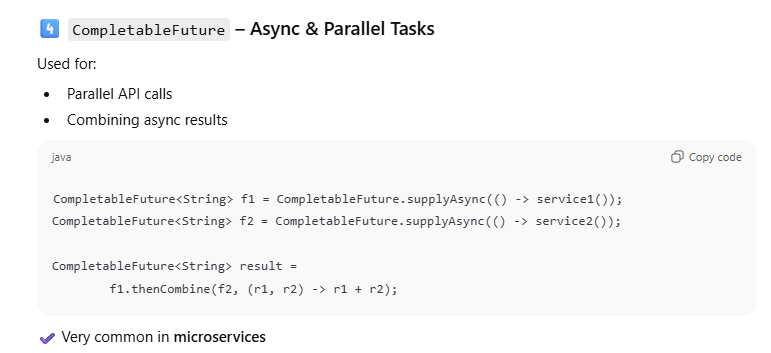 4 CompletableFuture – Async & Parallel Tasks
Used for:
• Parallel API calls
• Combining async results
java Copy code
CompletableFuture<String> f1 = CompletableFuture.supplyAsync(() -> service1());
CompletableFuture<String> f2 = CompletableFuture.supplyAsync(() -> service2());
CompletableFuture<String> result =
        f1.thenCombine(f2, (r1, r2) -> r1 + r2);
✔ Very common in microservices